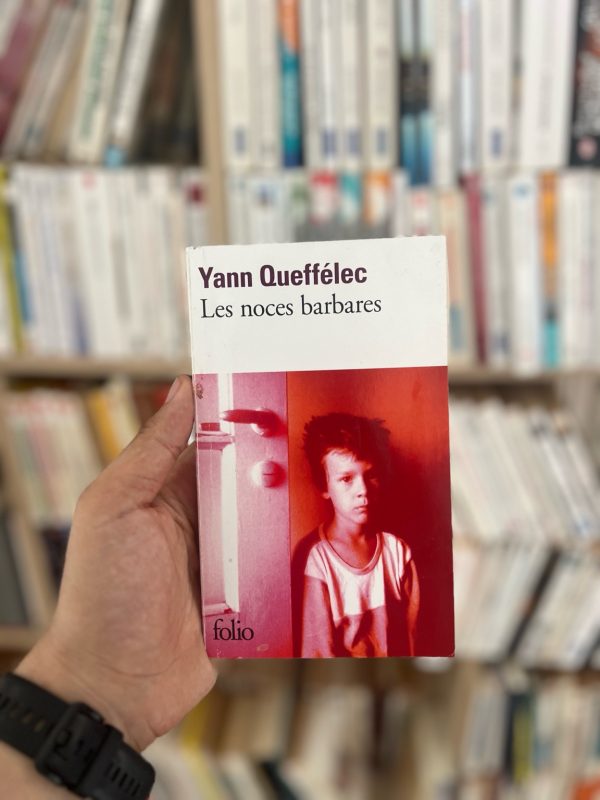 Yann Queffélec
Les noces barbares
folio